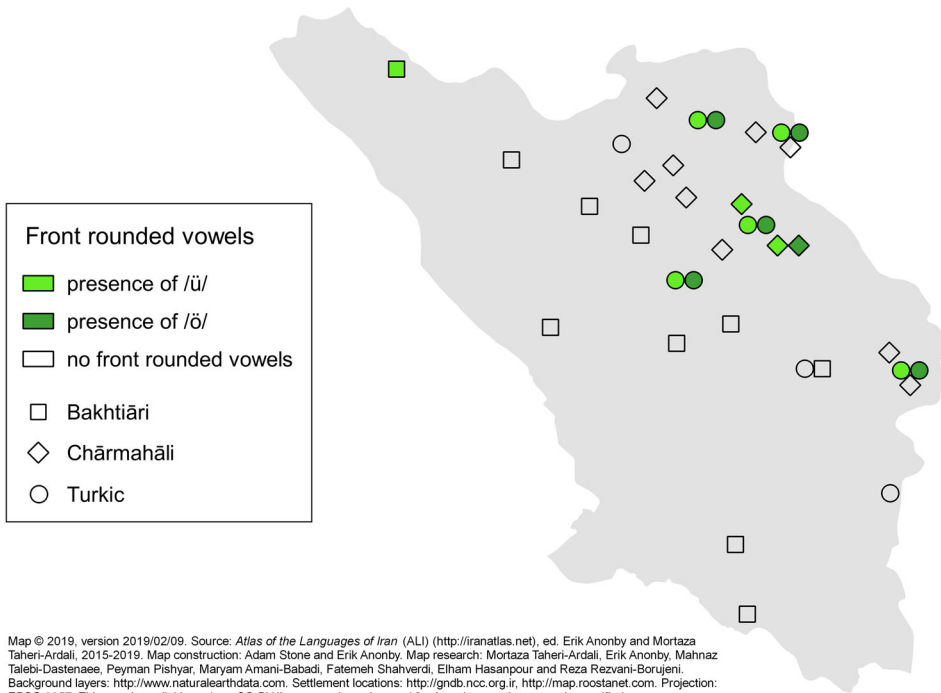 Front rounded vowels
presence of /ü/
presence of /ö/
no front rounded vowels
Bakhtiāri
Chārmahāli
Turkic
Map © 2019, version 2019/02/09. Source: Atlas of the Languages of Iran (ALI) (http://iranatlas.net), ed. Erik Anonby and Mortaza
Taheri-Ardali, 2015-2019. Map construction: Adam Stone and Erik Anonby. Map research: Mortaza Taheri-Ardali, Erik Anonby, Mahnaz
Talebi-Dastenaee, Peyman Pishyar, Maryam Amani-Babadi, Fatemeh Shahverdi, Elham Hasanpour and Reza Rezvani-Borujeni.
Background layers: http://www.naturalearthdata.com. Settlement locations: http://gndb.ncc.org.ir, http://map.roostanet.com. Projection: